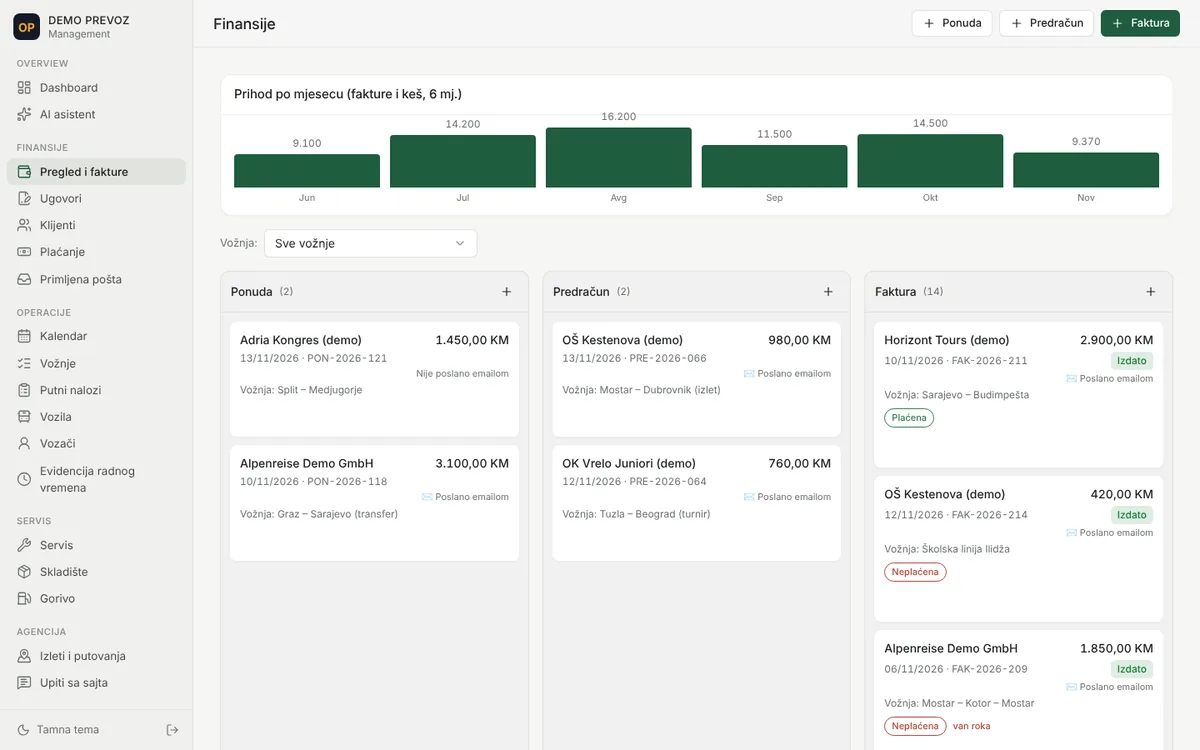 OP
DEMO PREVOZ
Management
OVERVIEW
Dashboard
AI asistent
FINANSIJE
Pregled i fakture
Ugovori
Klijenti
Plaćanje
Primljena pošta
OPERACIJE
Kalendar
Vožnje
Putni nalozi
Vozila
Vozači
Evidencija radnog
vremena
SERVIS
Servis
Skladište
Gorivo
AGENCIJA
Izleti i putovanja
Upiti sa sajta
Tamna tema
Finansije
+ Ponuda
+ Predračun
+ Faktura
Prihod po mjesecu (fakture i keš, 6 mj.)
9.100
14.200
16.200
11.500
14.500
9.370
Jun
Jul
Avg
Sep
Okt
Nov
Vožnja:
Sve vožnje
Ponuda (2)
+
Adria Kongres (demo)
1.450,00 KM
13/11/2026 · PON-2026-121
Nije poslano emailom
Vožnja: Split – Medjugorje
Alpenreise Demo GmbH
3.100,00 KM
10/11/2026 · PON-2026-118
Poslano emailom
Vožnja: Graz – Sarajevo (transfer)
Predračun (2)
+
OŠ Kestenova (demo)
980,00 KM
13/11/2026 · PRE-2026-066
Poslano emailom
Vožnja: Mostar – Dubrovnik (izlet)
OK Vrelo Juniori (demo)
760,00 KM
12/11/2026 · PRE-2026-064
Poslano emailom
Vožnja: Tuzla – Beograd (turnir)
Faktura (14)
+
Horizont Tours (demo)
2.900,00 KM
10/11/2026 · FAK-2026-211
Izdato
Poslano emailom
Vožnja: Sarajevo – Budimpešta
Plaćena
OŠ Kestenova (demo)
420,00 KM
12/11/2026 · FAK-2026-214
Izdato
Poslano emailom
Vožnja: Školska linija Ilidža
Neplaćena
Alpenreise Demo GmbH
1.850,00 KM
06/11/2026 · FAK-2026-209
Izdato
Poslano emailom
Vožnja: Mostar – Kotor – Mostar
Neplaćena
van roka